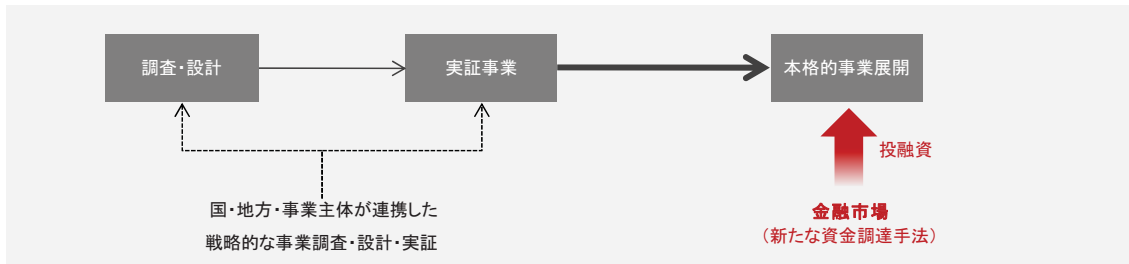 調査・設計
実証事業
本格的事業展開
投融資
国・地方・事業主体が連携した
戦略的な事業調査・設計・実証
金融市場
（新たな資金調達手法）